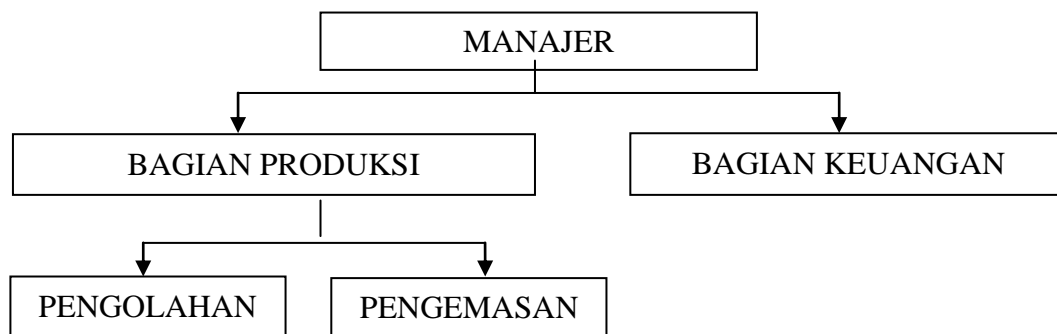 MANAJER
BAGIAN PRODUKSI
BAGIAN KEUANGAN
PENGOLAHAN
PENGEMASAN